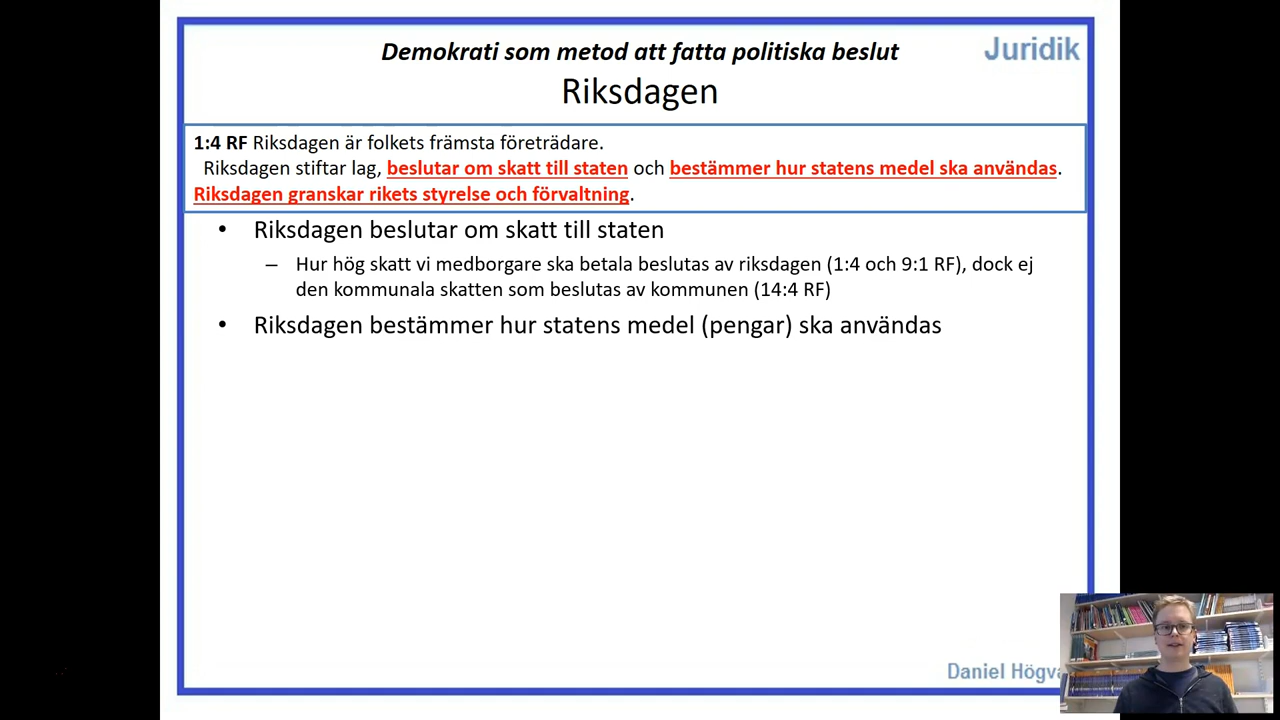 Demokrati som metod att fatta politiska beslut
Juridik
Riksdagen
1:4 RF Riksdagen är folkets främsta företrädare.
Riksdagen stiftar lag, beslutar om skatt till staten och bestämmer hur statens medel ska användas.
Riksdagen granskar rikets styrelse och förvaltning.
• Riksdagen beslutar om skatt till staten
– Hur hög skatt vi medborgare ska betala beslutas av riksdagen (1:4 och 9:1 RF), dock ej
den kommunala skatten som beslutas av kommunen (14:4 RF)
• Riksdagen bestämmer hur statens medel (pengar) ska användas
Daniel